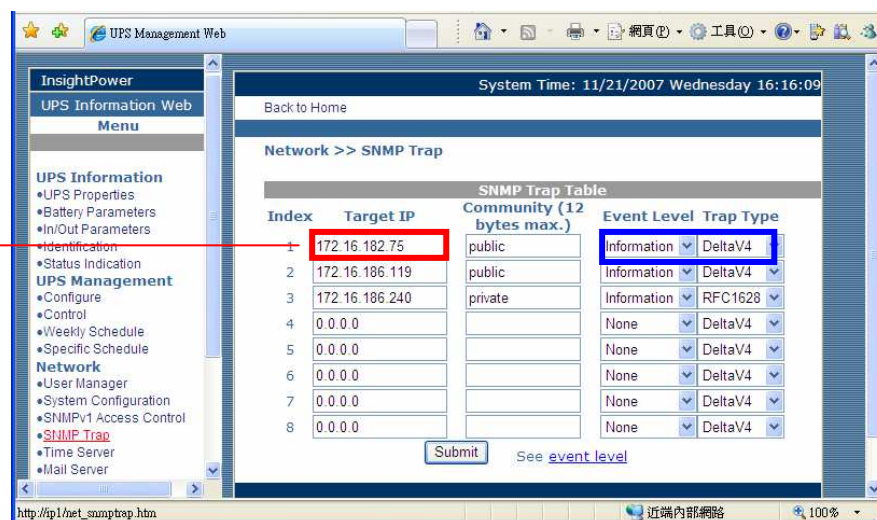 UPS Management Web
網頁(P)
工具(O)
InsightPower
UPS Information Web
Menu
UPS Information
UPS Properties
Battery Parameters
In/Out Parameters
Identification
Status Indication
UPS Management
Configure
Control
Weekly Schedule
Specific Schedule
Network
User Manager
System Configuration
SNMPv1 Access Control
SNMP Trap
Time Server
Mail Server
System Time: 11/21/2007 Wednesday 16:16:09
Back to Home
Network >> SNMP Trap
SNMP Trap Table
Index Target IP Community (12 bytes max.) Event Level Trap Type
1 172.16.182.75 public Information DeltaV4
2 172.16.186.119 public Information DeltaV4
3 172.16.186.240 private Information RFC1628
4 0.0.0.0 None DeltaV4
5 0.0.0.0 None DeltaV4
6 0.0.0.0 None DeltaV4
7 0.0.0.0 None DeltaV4
8 0.0.0.0 None DeltaV4
Submit See event level
http://ip1/net_snmptrap.htm
近端內部網路
100%